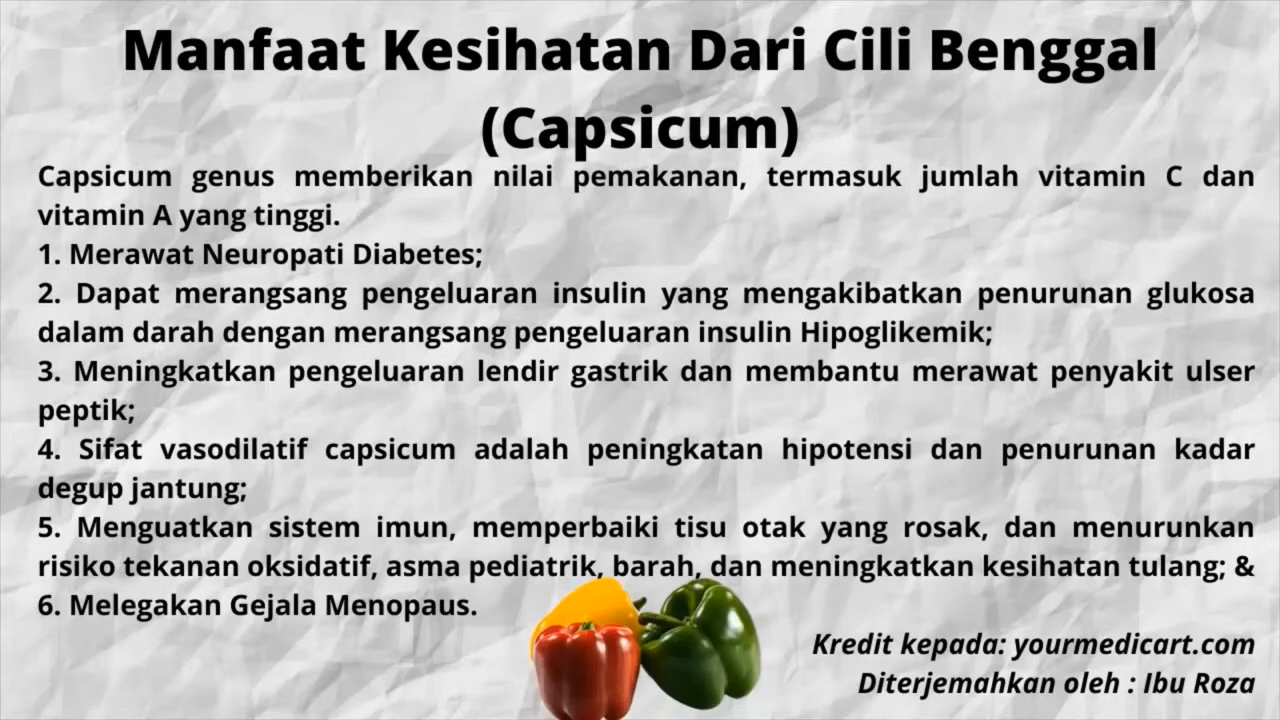 Manfaat Kesihatan Dari Cili Benggal
(Capsicum)
Capsicum genus memberikan nilai pemakanan, termasuk jumlah vitamin C dan
vitamin A yang tinggi.
1. Merawat Neuropati Diabetes;
2. Dapat merangsang pengeluaran insulin yang mengakibatkan penurunan glukosa
dalam darah dengan merangsang pengeluaran insulin Hipoglikemik;
3. Meningkatkan pengeluaran lendir gastrik dan membantu merawat penyakit ulser
peptik;
4. Sifat vasodilatif capsicum adalah peningkatan hipotensi dan penurunan kadar
degup jantung;
5. Menguatkan sistem imun, memperbaiki tisu otak yang rosak, dan menurunkan
risiko tekanan oksidatif, asma pediatrik, barah, dan meningkatkan kesihatan tulang; &
6. Melegakan Gejala Menopaus.
Kredit kepada: yourmedicart.com
Diterjemahkan oleh : Ibu Roza